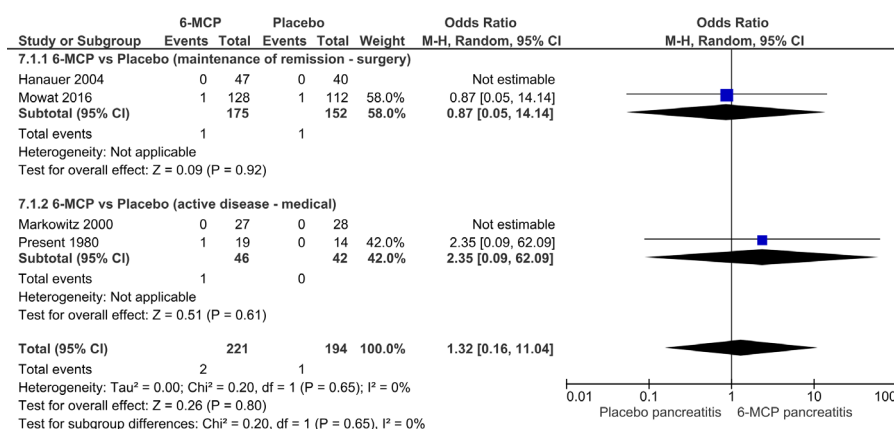 6-MCP Placebo Odds Ratio Odds Ratio
Study or Subgroup Events Total Events Total Weight M-H, Random, 95% CI M-H, Random, 95% CI
7.1.1 6-MCP vs Placebo (maintenance of remission - surgery)
Hanauer 2004 0 47 0 40 Not estimable
Mowat 2016 1 128 1 112 58.0% 0.87 [0.05, 14.14]
Subtotal (95% CI) 175 152 58.0% 0.87 [0.05, 14.14]
Total events 1 1
Heterogeneity: Not applicable
Test for overall effect: Z = 0.09 (P = 0.92)
7.1.2 6-MCP vs Placebo (active disease - medical)
Markowitz 2000 0 27 0 28 Not estimable
Present 1980 1 19 0 14 42.0% 2.35 [0.09, 62.09]
Subtotal (95% CI) 46 42 42.0% 2.35 [0.09, 62.09]
Total events 1 0
Heterogeneity: Not applicable
Test for overall effect: Z = 0.51 (P = 0.61)
Total (95% CI) 221 194 100.0% 1.32 [0.16, 11.04]
Total events 2 1
Heterogeneity: Tau² = 0.00; Chi² = 0.20, df = 1 (P = 0.65); I² = 0%
Test for overall effect: Z = 0.26 (P = 0.80)
Test for subgroup differences: Chi² = 0.20, df = 1 (P = 0.65), I² = 0%
0.01 0.1 1 10 100
Placebo pancreatitis 6-MCP pancreatitis